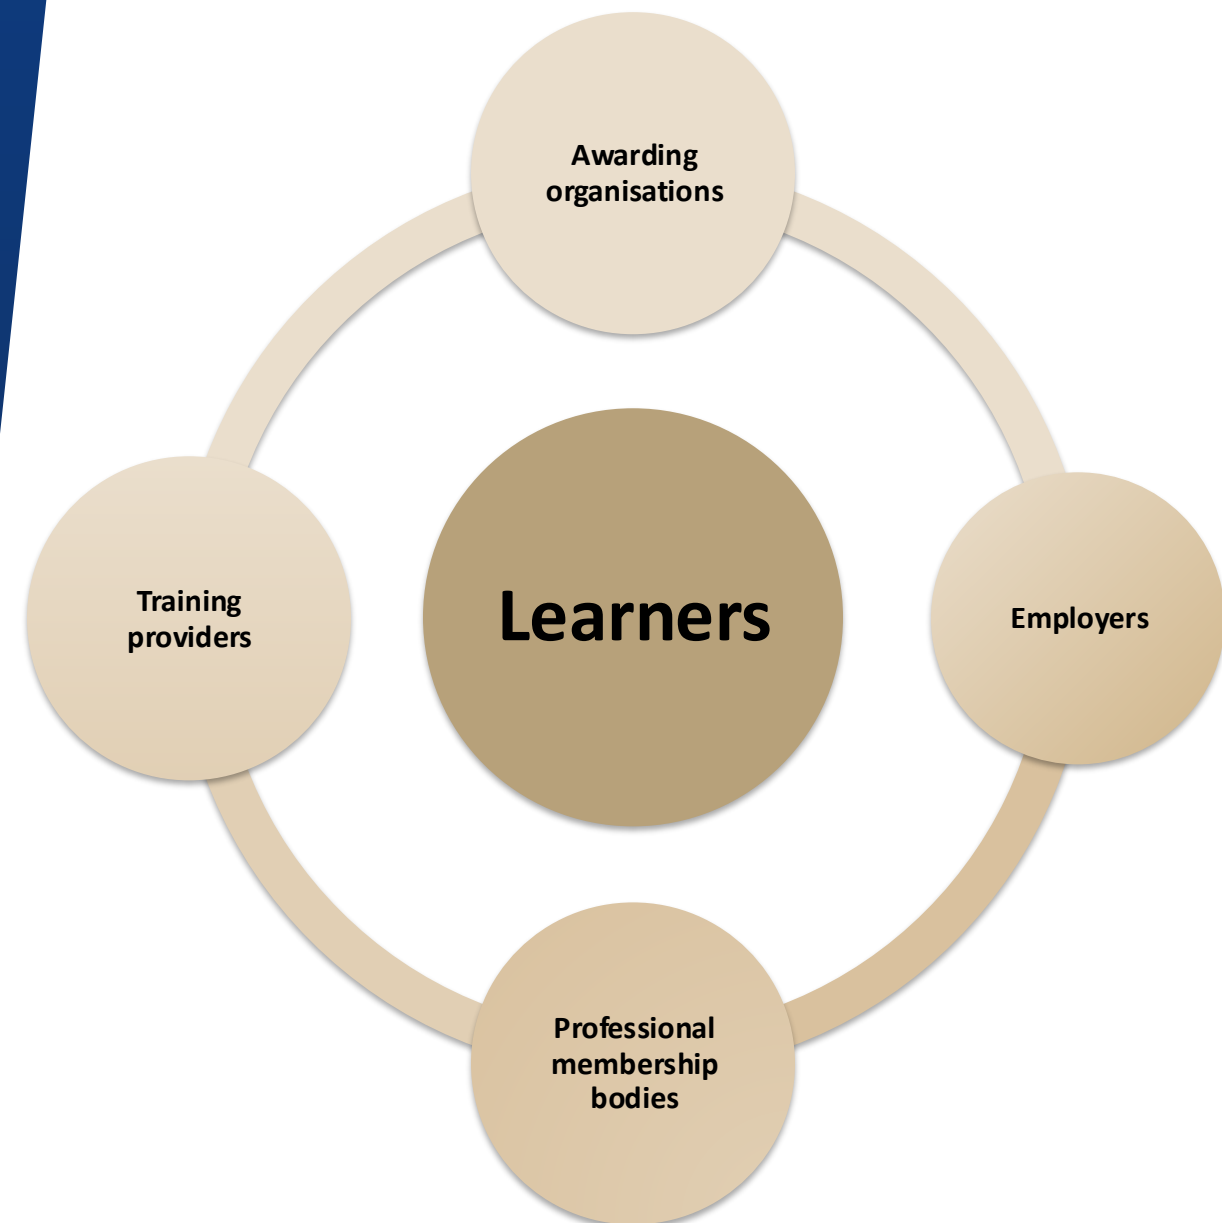 Awarding
organisations
Training
providers
Learners
Employers
Professional
membership
bodies